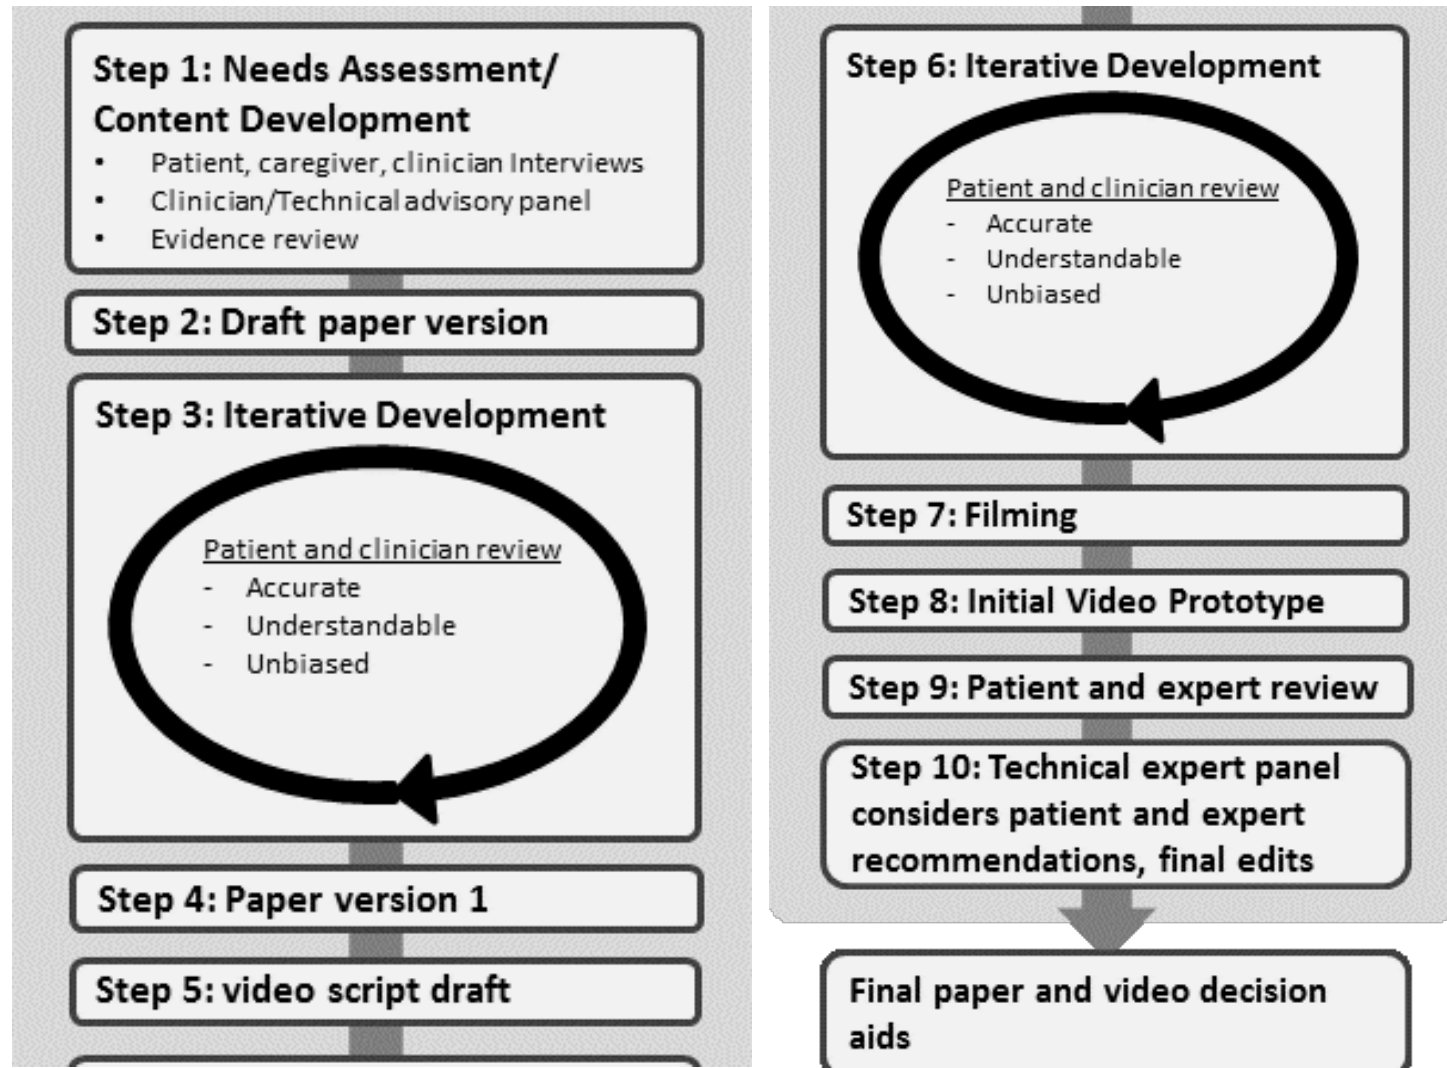 Step 1: Needs Assessment/
Content Development
• Patient, caregiver, clinician Interviews
• Clinician/Technical advisory panel
• Evidence review
Step 2: Draft paper version
Step 3: Iterative Development
Patient and clinician review
- Accurate
- Understandable
- Unbiased
Step 4: Paper version 1
Step 5: video script draft
Step 6: Iterative Development
Patient and clinician review
- Accurate
- Understandable
- Unbiased
Step 7: Filming
Step 8: Initial Video Prototype
Step 9: Patient and expert review
Step 10: Technical expert panel
considers patient and expert
recommendations, final edits
Final paper and video decision
aids